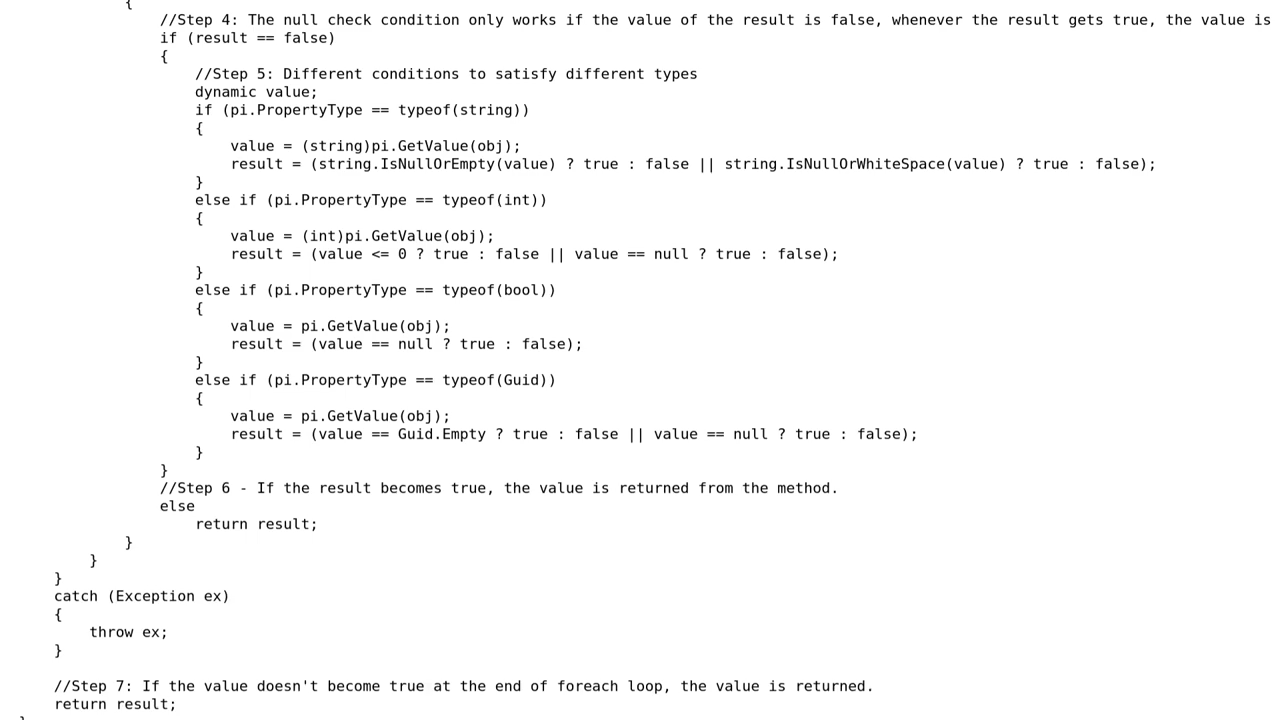 {
//Step 4: The null check condition only works if the value of the result is false, whenever the result gets true, the value is
if (result == false)
{
//Step 5: Different conditions to satisfy different types
dynamic value;
if (pi.PropertyType == typeof(string))
{
value = (string)pi.GetValue(obj);
result = (string.IsNullOrEmpty(value) ? true : false || string.IsNullOrWhiteSpace(value) ? true : false);
}
else if (pi.PropertyType == typeof(int))
{
value = (int)pi.GetValue(obj);
result = (value <= 0 ? true : false || value == null ? true : false);
}
else if (pi.PropertyType == typeof(bool))
{
value = pi.GetValue(obj);
result = (value == null ? true : false);
}
else if (pi.PropertyType == typeof(Guid))
{
value = pi.GetValue(obj);
result = (value == Guid.Empty ? true : false || value == null ? true : false);
}
}
//Step 6 - If the result becomes true, the value is returned from the method.
else
return result;
}
}
}
catch (Exception ex)
{
throw ex;
}
//Step 7: If the value doesn't become true at the end of foreach loop, the value is returned.
return result;
}